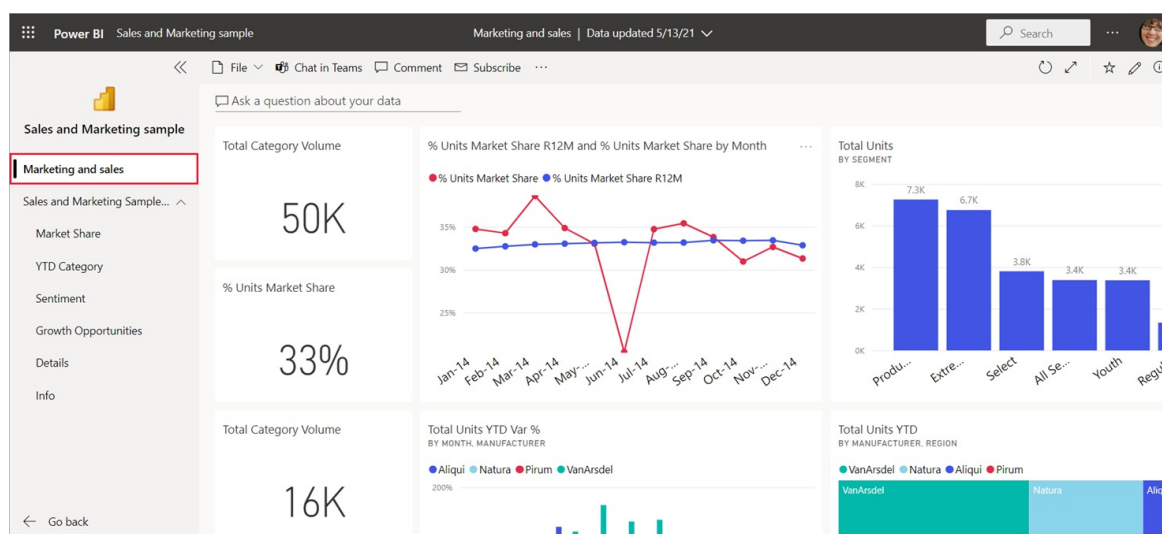 Power BI Sales and Marketing sample
Marketing and sales | Data updated 5/13/21
Search
File
Chat in Teams
Comment
Subscribe
Ask a question about your data
Sales and Marketing sample
Marketing and sales
Sales and Marketing Sample...
Market Share
YTD Category
Sentiment
Growth Opportunities
Details
Info
Go back
Total Category Volume
50K
% Units Market Share
33%
Total Category Volume
16K
% Units Market Share R12M and % Units Market Share by Month
% Units Market Share % Units Market Share R12M
35%
30%
25%
Jan-14 Feb-14 Mar-14 Apr-14 May-... Jun-14 Jul-14 Aug-... Sep-14 Oct-14 Nov-... Dec-14
Total Units
BY SEGMENT
8K
6K
4K
2K
0K
7.3K 6.7K 3.8K 3.4K 3.4K
Produ... Extre... Select All Se... Youth Regu
Total Units YTD Var %
BY MONTH, MANUFACTURER
Aliqui Natura Pirum VanArsdel
200%
Total Units YTD
BY MANUFACTURER, REGION
VanArsdel Natura Aliqui Pirum
VanArsdel Natura Aliq